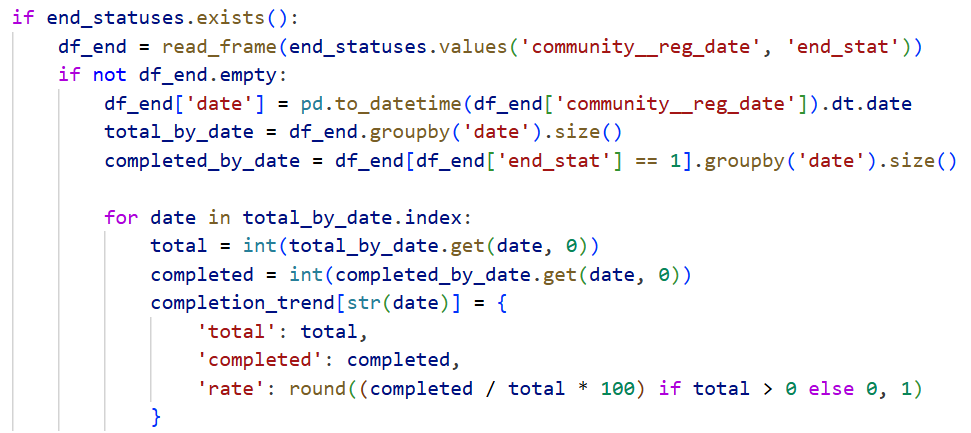 if end_statuses.exists():
    df_end = read_frame(end_statuses.values('community__reg_date', 'end_stat'))
    if not df_end.empty:
        df_end['date'] = pd.to_datetime(df_end['community__reg_date']).dt.date
        total_by_date = df_end.groupby('date').size()
        completed_by_date = df_end[df_end['end_stat'] == 1].groupby('date').size()

        for date in total_by_date.index:
            total = int(total_by_date.get(date, 0))
            completed = int(completed_by_date.get(date, 0))
            completion_trend[str(date)] = {
                'total': total,
                'completed': completed,
                'rate': round((completed / total * 100) if total > 0 else 0, 1)
            }